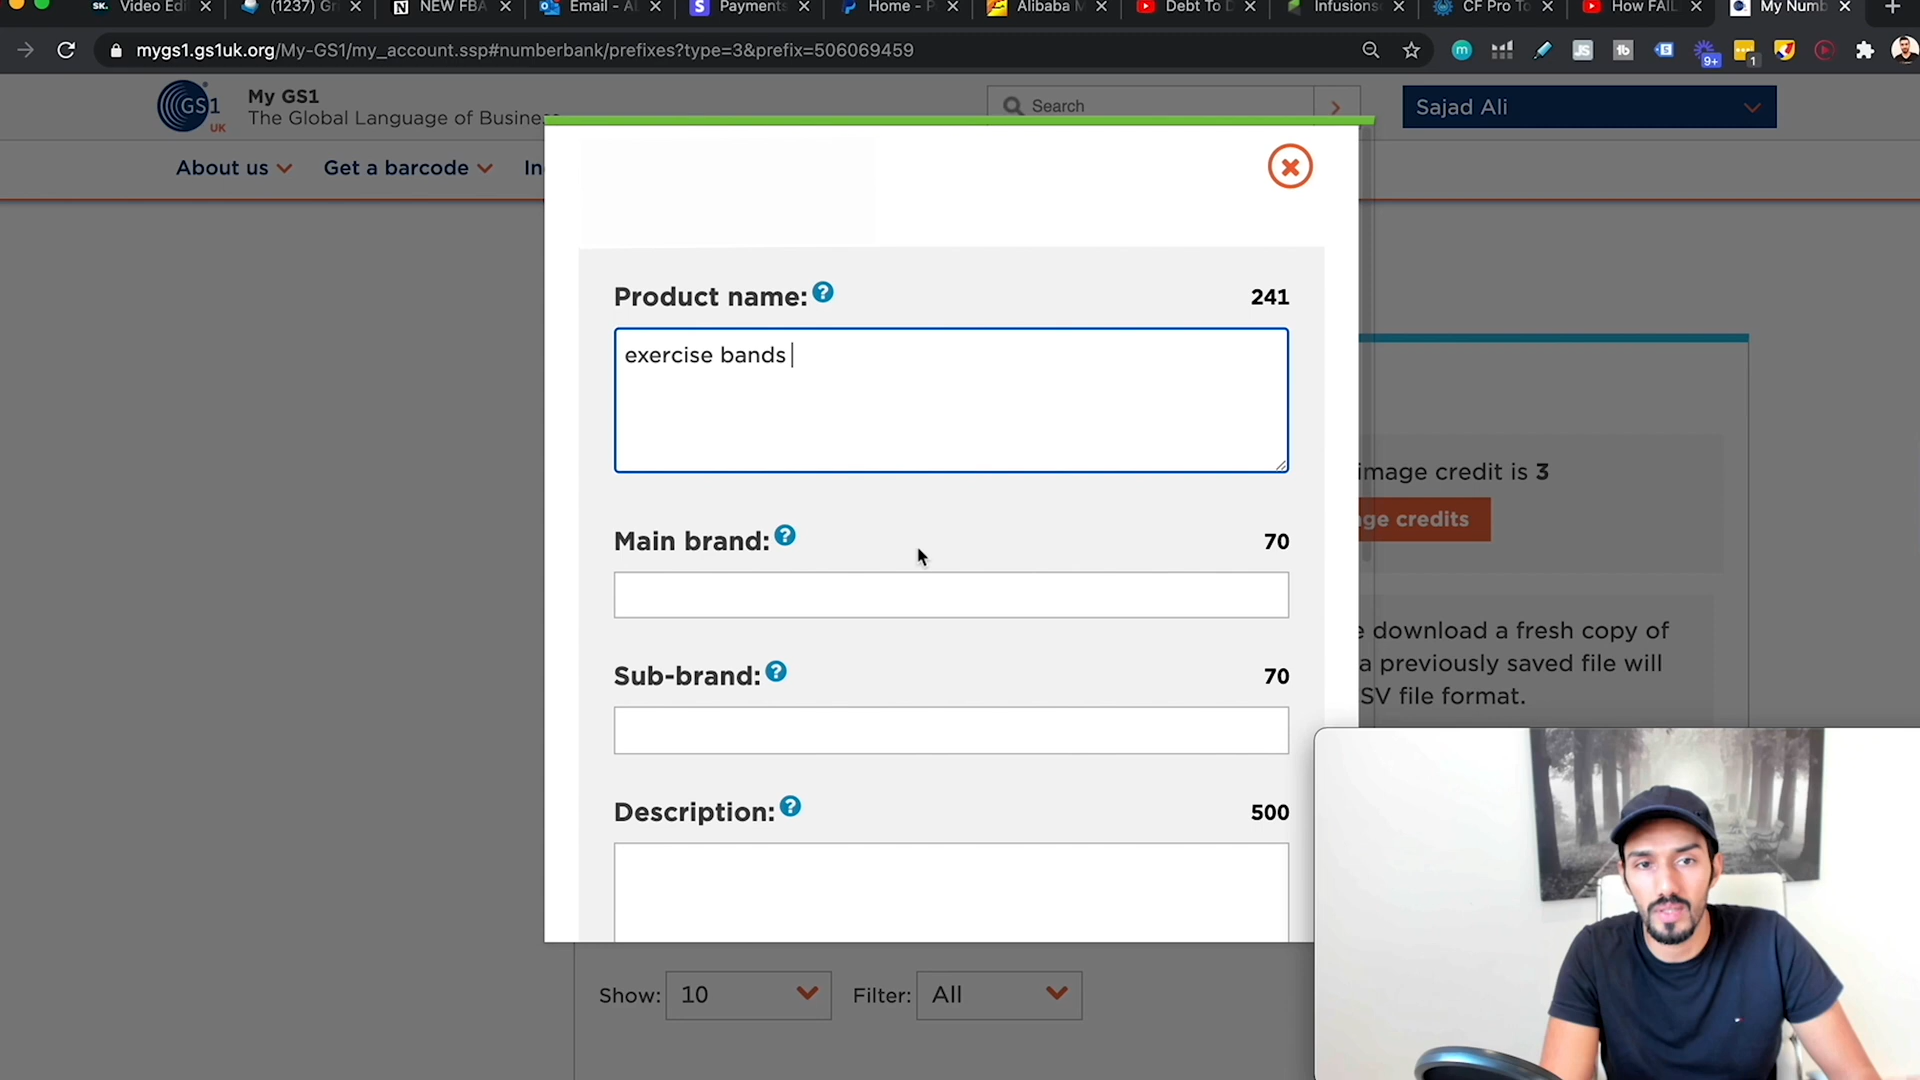 Video Edi
(1237) Gr
NEW FBA
Email - AL
Payments
Home - P
Alibaba M
Debt To D
Infusions
CF Pro To
How FAIL
My Numb
mygs1.gs1uk.org/My-GS1/my_account.ssp#numberbank/prefixes?type=3&prefix=506069459
GS1
UK
My GS1
The Global Language of Busine
Search
Sajad Ali
About us
Get a barcode
In
Product name: ?
241
exercise bands
Main brand: ?
70
Sub-brand: ?
70
Description: ?
500
image credit is 3
ge credits
download a fresh copy of
a previously saved file will
SV file format.
Show: 10
Filter: All